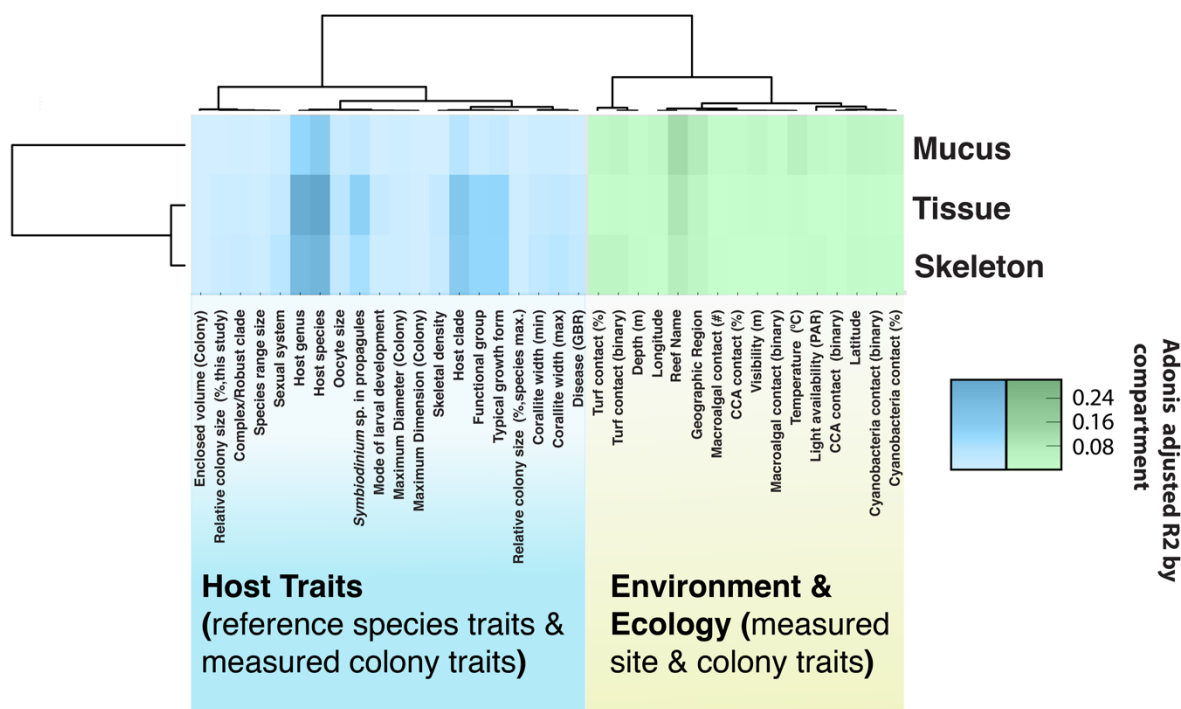 Mucus
Tissue
Skeleton
Enclosed volume (Colony)
Relative colony size (%,this study)
Complex/Robust clade
Species range size
Sexual system
Host genus
Host species
Oocyte size
Symbiodinium sp. in propagules
Mode of larval development
Maximum Diameter (Colony)
Maximum Dimension (Colony)
Skeletal density
Host clade
Functional group
Typical growth form
Relative colony size (%,species max.)
Corallite width (min)
Corallite width (max)
Disease (GBR)
Turf contact (%)
Turf contact (binary)
Depth (m)
Longitude
Reef Name
Geographic Region
Macroalgal contact (#)
CCA contact (%)
Visibility (m)
Macroalgal contact (binary)
Temperature (°C)
Light availability (PAR)
CCA contact (binary)
Latitude
Cyanobacteria contact (binary)
Cyanobacteria contact (%)
0.24
0.16
0.08
Adonis adjusted R2 by
compartment
Host Traits
(reference species traits &
measured colony traits)
Environment &
Ecology (measured
site & colony traits)